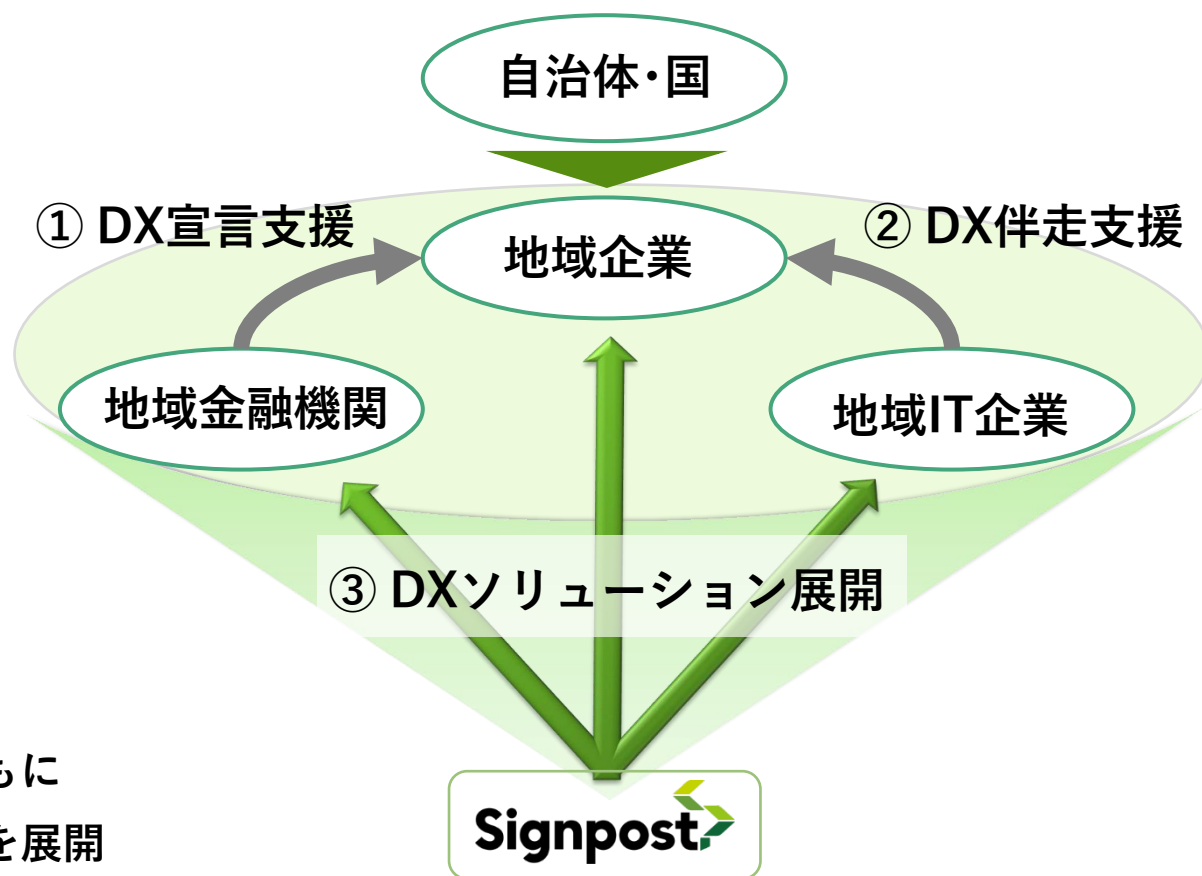 自治体・国
① DX宣言支援
② DX伴走支援
地域企業
地域金融機関
地域IT企業
③ DXソリューション展開
もに
を展開
Signpost